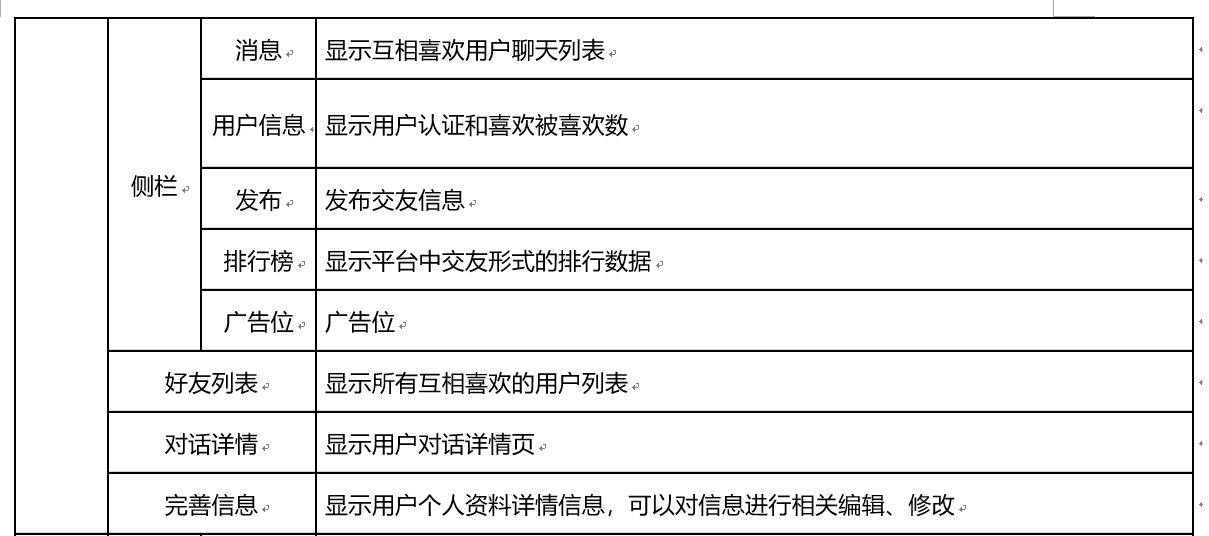 消息 显示互相喜欢用户聊天列表
用户信息 显示用户认证和喜欢被喜欢数
侧栏
发布 发布交友信息
排行榜 显示平台中交友形式的排行数据
广告位 广告位
好友列表 显示所有互相喜欢的用户列表
对话详情 显示用户对话详情页
完善信息 显示用户个人资料详情信息，可以对信息进行相关编辑、修改